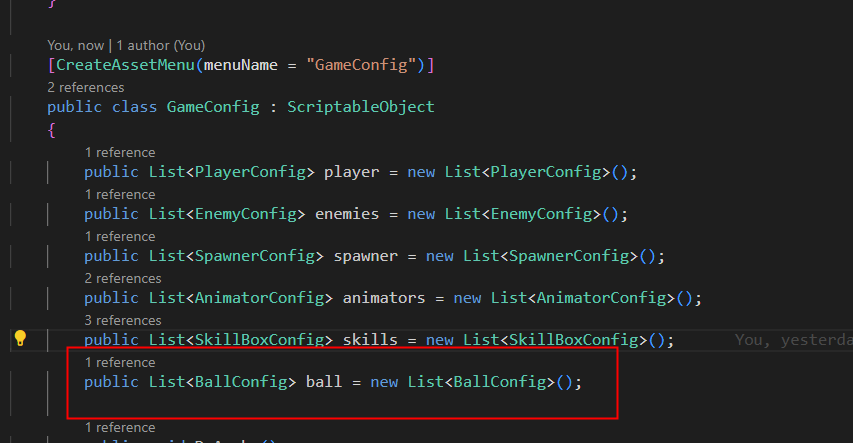 }
You, now | 1 author (You)
[CreateAssetMenu(menuName = "GameConfig")]
2 references
public class GameConfig : ScriptableObject
{
1 reference
public List<PlayerConfig> player = new List<PlayerConfig>();
1 reference
public List<EnemyConfig> enemies = new List<EnemyConfig>();
1 reference
public List<SpawnerConfig> spawner = new List<SpawnerConfig>();
2 references
public List<AnimatorConfig> animators = new List<AnimatorConfig>();
3 references
public List<SkillBoxConfig> skills = new List<SkillBoxConfig>(); You, yesterda
1 reference
public List<BallConfig> ball = new List<BallConfig>();
1 reference